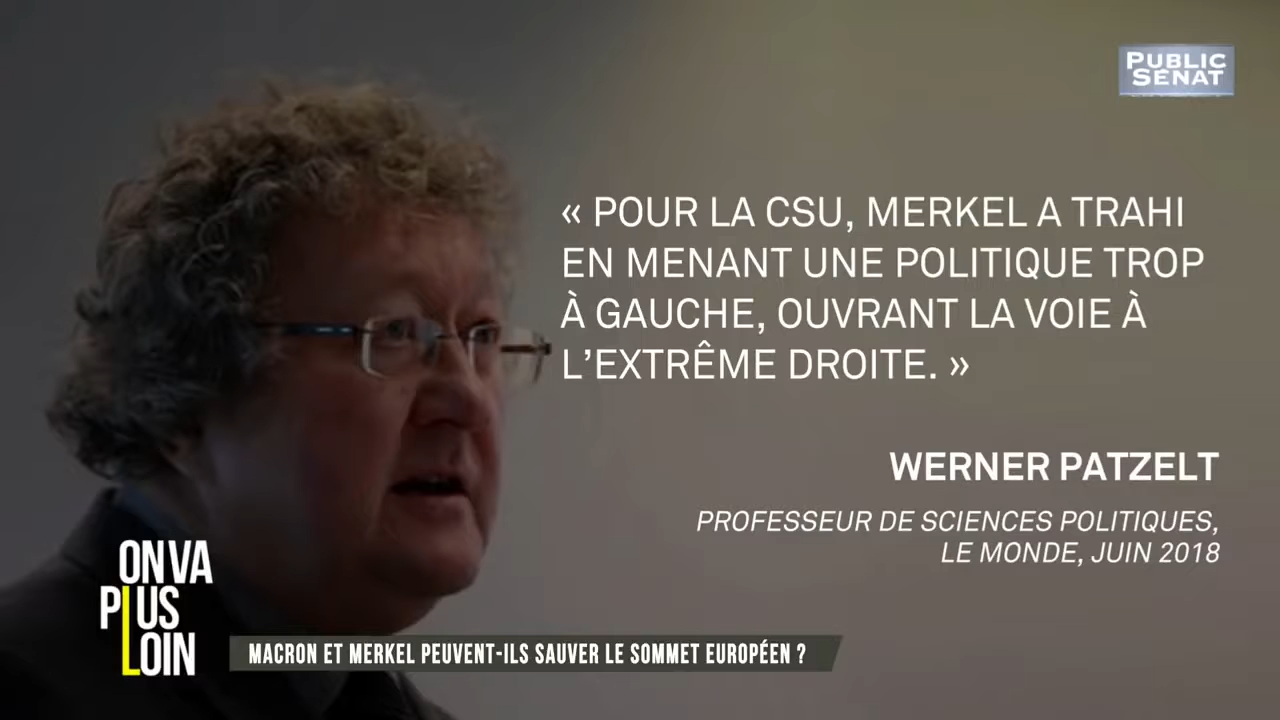 PUBLIC
SÉNAT
« POUR LA CSU, MERKEL A TRAHI
EN MENANT UNE POLITIQUE TROP
À GAUCHE, OUVRANT LA VOIE À
L’EXTRÊME DROITE. »
WERNER PATZELT
PROFESSEUR DE SCIENCES POLITIQUES,
LE MONDE, JUIN 2018
ON VA
PLUS
LOIN
MACRON ET MERKEL PEUVENT-ILS SAUVER LE SOMMET EUROPÉEN ?